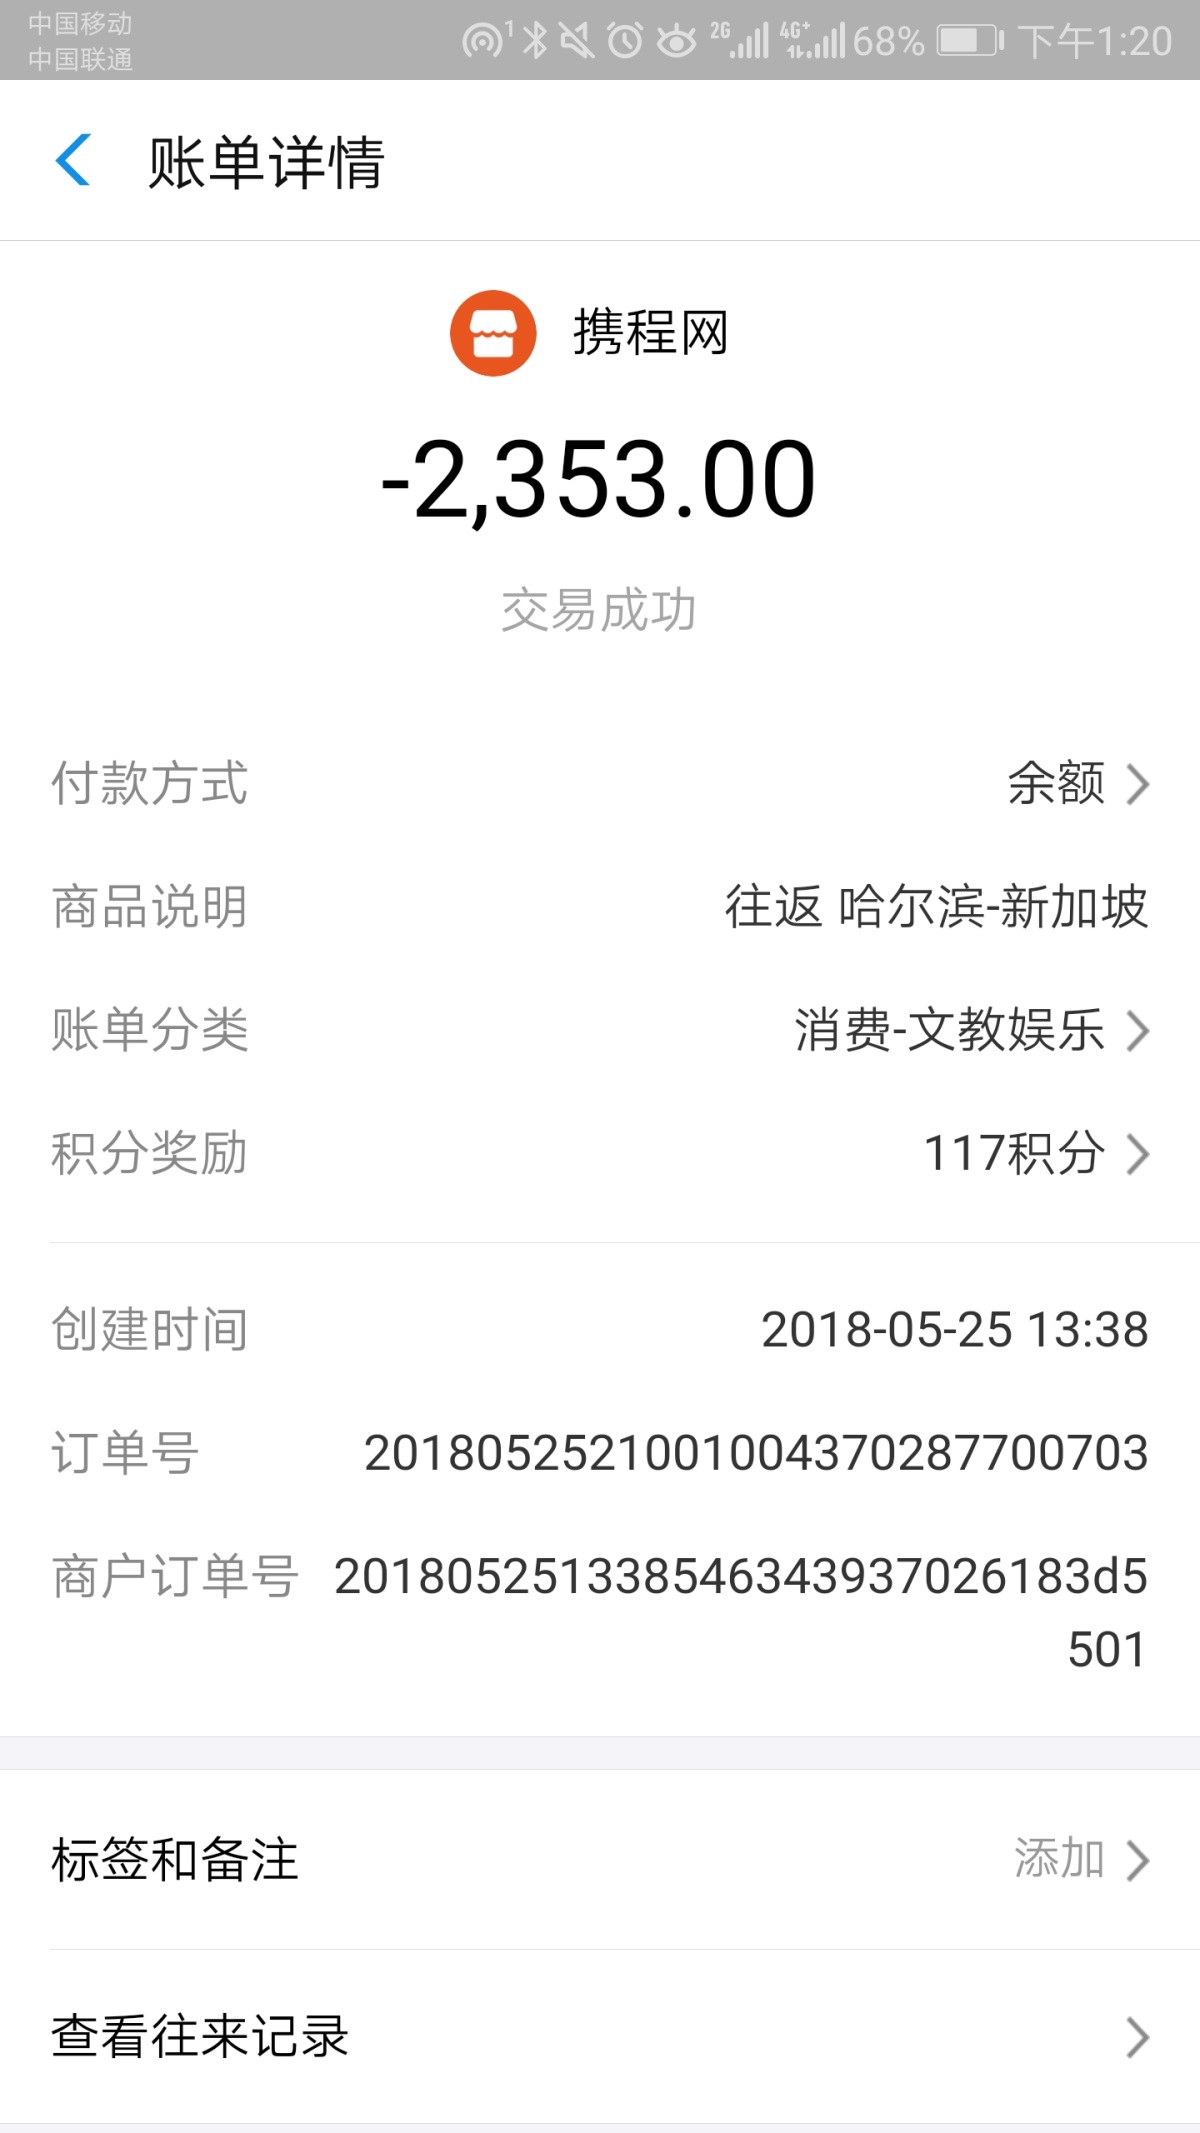 中国移动
中国联通
1 2G 4G+ 68% 下午1:20
账单详情
携程网
-2,353.00
交易成功
付款方式 余额
商品说明 往返 哈尔滨-新加坡
账单分类 消费-文教娱乐
积分奖励 117积分
创建时间 2018-05-25 13:38
订单号 2018052521001004370287700703
商户订单号 20180525133854634393702618​3d5
501
标签和备注 添加
查看往来记录